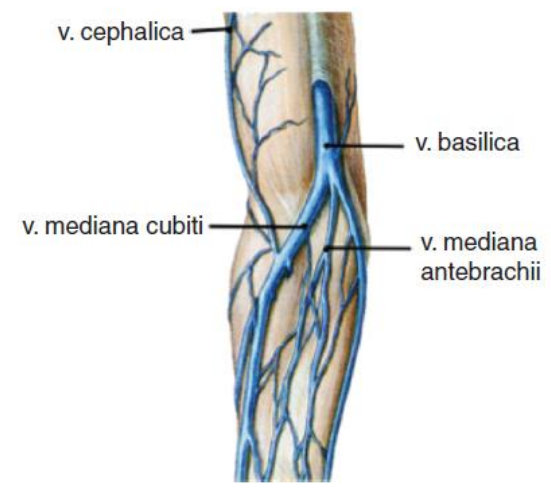 v. cephalica
v. basilica
v. mediana cubiti
v. mediana
antebrachii